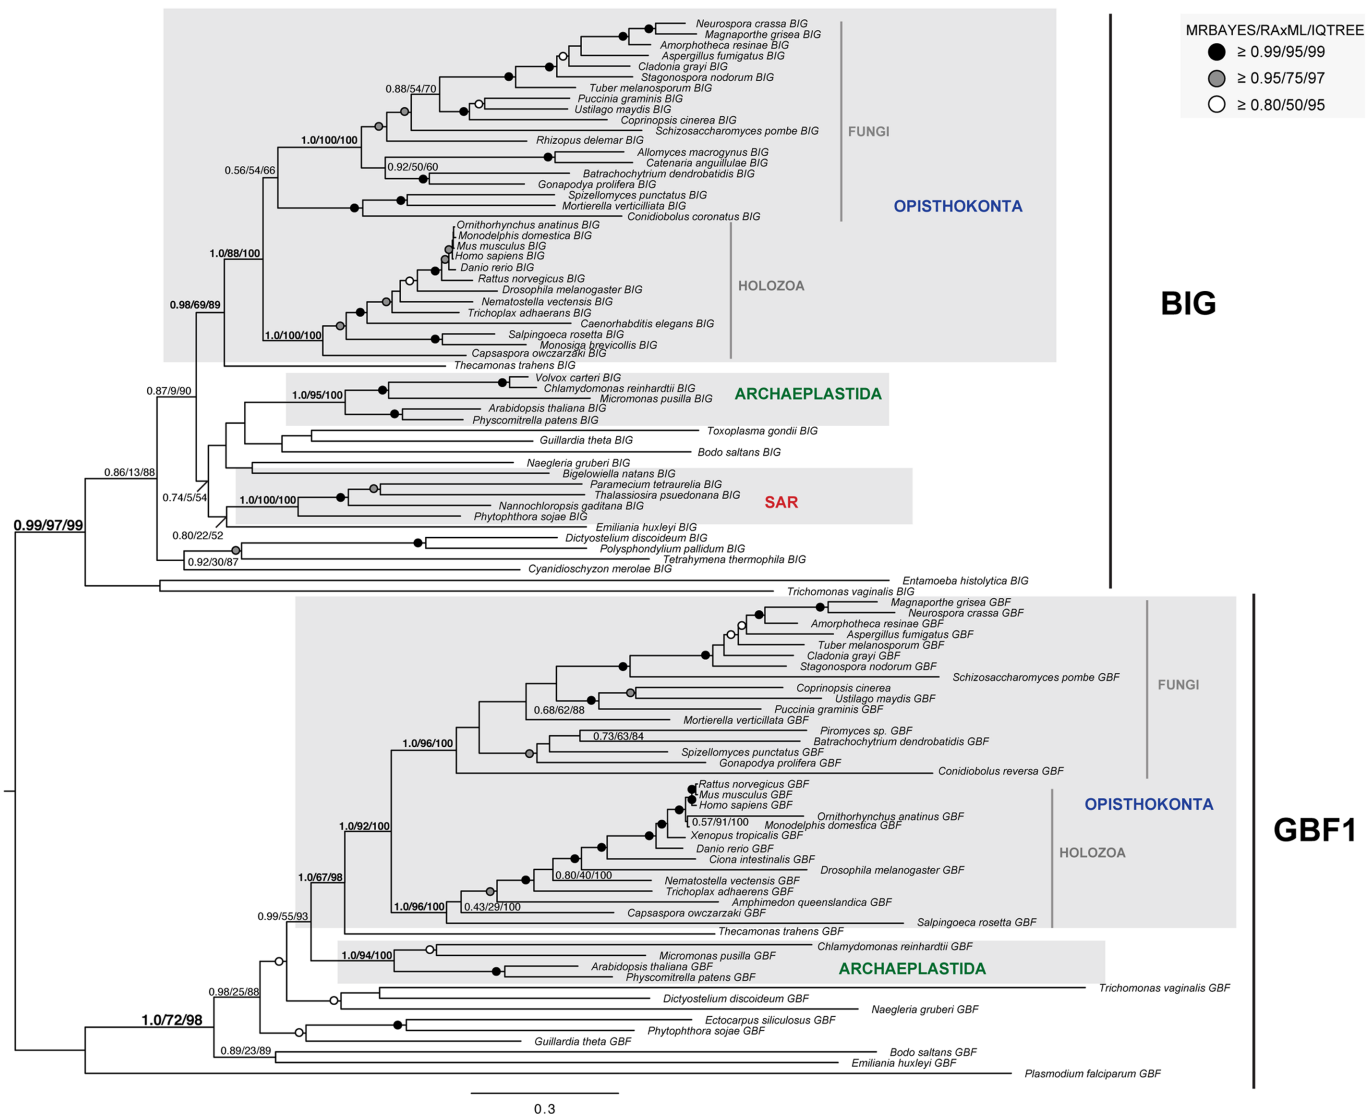 MRBAYES/RAxML/IQTREE
≥ 0.99/95/99
≥ 0.95/75/97
≥ 0.80/50/95
Neurospora crassa BIG
Magnaporthe grisea BIG
Amorphotheca resinae BIG
Aspergillus fumigatus BIG
Cladonia grayi BIG
Stagonospora nodorum BIG
Tuber melanosporum BIG
0.88/54/70
Puccinia graminis BIG
Ustilago maydis BIG
Coprinopsis cinerea BIG
Schizosaccharomyces pombe BIG
FUNGI
1.0/100/100
Rhizopus delemar BIG
Allomyces macrogynus BIG
Catenaria anguillulae BIG
0.92/50/60
0.56/54/66
Batrachochytrium dendrobatidis BIG
Gonapodya prolifera BIG
Spizellomyces punctatus BIG
Mortierella verticilliata BIG
OPISTHOKONTA
Conidiobolus coronatus BIG
Ornithorhynchus anatinus BIG
Monodelphis domestica BIG
Mus musculus BIG
1.0/88/100
Homo sapiens BIG
Danio rerio BIG
Rattus norvegicus BIG
HOLOZOA
Drosophila melanogaster BIG
0.98/69/89
Nematostella vectensis BIG
BIG
Trichoplax adhaerans BIG
Caenorhabditis elegans BIG
1.0/100/100
Salpingoeca rosetta BIG
Monosiga brevicollis BIG
Capsaspora owczarzaki BIG
Thecamonas trahens BIG
Volvox carteri BIG
0.87/9/90
Chlamydomonas reinhardtii BIG
1.0/95/100
Micromonas pusilla BIG
ARCHAEPLASTIDA
Arabidopsis thaliana BIG
Physcomitrella patens BIG
Toxoplasma gondii BIG
Guillardia theta BIG
Bodo saltans BIG
Naegleria gruberi BIG
0.86/13/88
Bigelowiella natans BIG
Paramecium tetraurelia BIG
0.74/5/54
Thalassiosira psuedonana BIG
1.0/100/100
Nannochloropsis gaditana BIG
SAR
Phytophthora sojae BIG
0.99/97/99
Emiliania huxleyi BIG
0.80/22/52
Dictyostelium discoideum BIG
Polysphondylium pallidum BIG
0.92/30/87
Tetrahymena thermophila BIG
Cyanidioschyzon merolae BIG
Entamoeba histolytica BIG
Trichomonas vaginalis BIG
Magnaporthe grisea GBF
Neurospora crassa GBF
Amorphotheca resinae GBF
Aspergillus fumigatus GBF
Tuber melanosporum GBF
Cladonia grayi GBF
Stagonospora nodorum GBF
Schizosaccharomyces pombe GBF
FUNGI
Coprinopsis cinerea
Ustilago maydis GBF
0.68/62/88
Puccinia graminis GBF
Mortierella verticillata GBF
Piromyces sp. GBF
0.73/63/84
Batrachochytrium dendrobatidis GBF
1.0/96/100
Spizellomyces punctatus GBF
Gonapodya prolifera GBF
Conidiobolus reversa GBF
Rattus norvegicus GBF
Mus musculus GBF
Homo sapiens GBF
OPISTHOKONTA
Ornithorhynchus anatinus GBF
0.57/91/100
Monodelphis domestica GBF
1.0/92/100
GBF1
Xenopus tropicalis GBF
Danio rerio GBF
HOLOZOA
Ciona intestinalis GBF
Drosophila melanogaster GBF
0.80/40/100
1.0/67/98
Nematostella vectensis GBF
Trichoplax adhaerens GBF
Amphimedon queenslandica GBF
0.43/29/100
1.0/96/100
Capsaspora owczarzaki GBF
0.99/55/93
Salpingoeca rosetta GBF
Thecamonas trahens GBF
Chlamydomonas reinhardtii GBF
1.0/94/100
Micromonas pusilla GBF
Arabidopsis thaliana GBF
ARCHAEPLASTIDA
Physcomitrella patens GBF
Trichomonas vaginalis GBF
0.98/25/88
Dictyostelium discoideum GBF
Naegleria gruberi GBF
1.0/72/98
Ectocarpus siliculosus GBF
Phytophthora sojae GBF
Guillardia theta GBF
0.89/23/89
Bodo saltans GBF
Emiliania huxleyi GBF
Plasmodium falciparum GBF
0.3